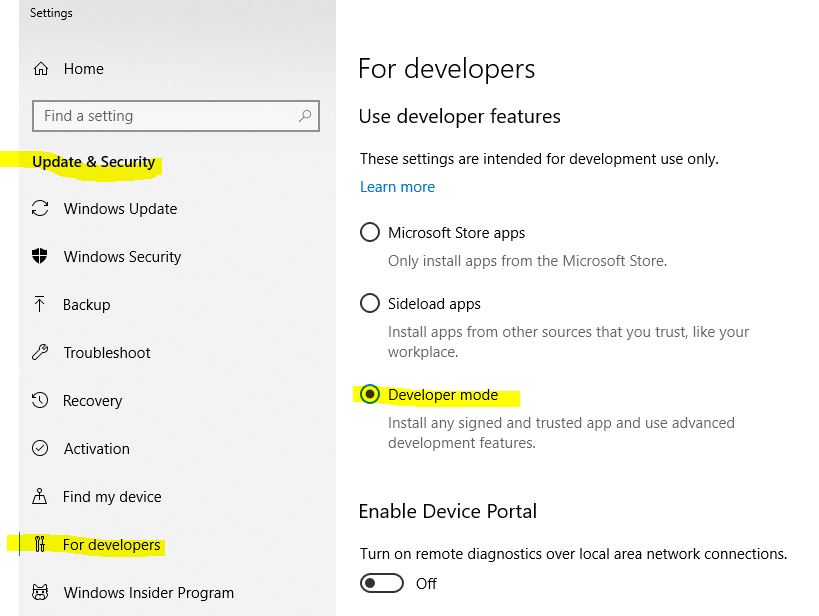 Settings
Home
Find a setting
Update & Security
Windows Update
Windows Security
Backup
Troubleshoot
Recovery
Activation
Find my device
For developers
Windows Insider Program
For developers
Use developer features
These settings are intended for development use only.
Learn more
Microsoft Store apps
Only install apps from the Microsoft Store.
Sideload apps
Install apps from other sources that you trust, like your
workplace.
Developer mode
Install any signed and trusted app and use advanced
development features.
Enable Device Portal
Turn on remote diagnostics over local area network connections.
Off